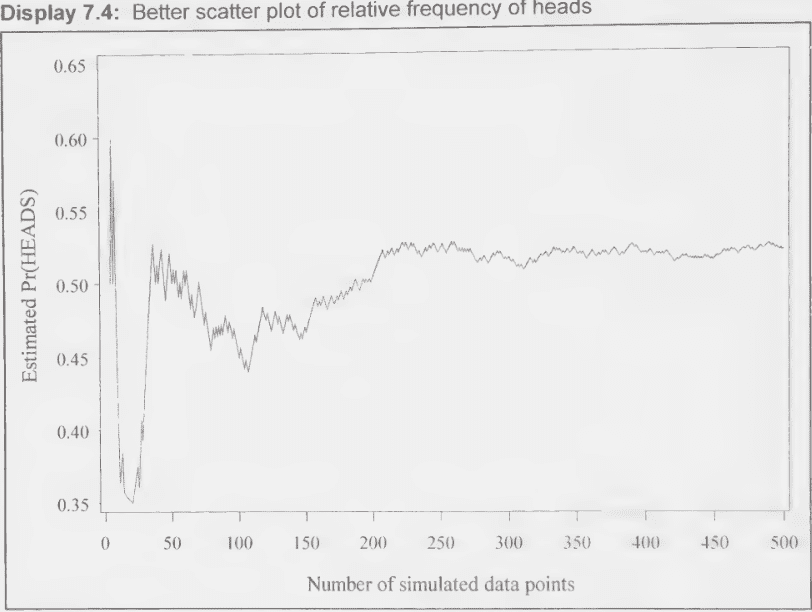 Display 7.4: Better scatter plot of relative frequency of heads
0.65
0.60
0.55
0.50
0.45
0.40
0.35
Estimated Pr(HEADS)
0 50 100 150 200 250 300 350 400 450 500
Number of simulated data points